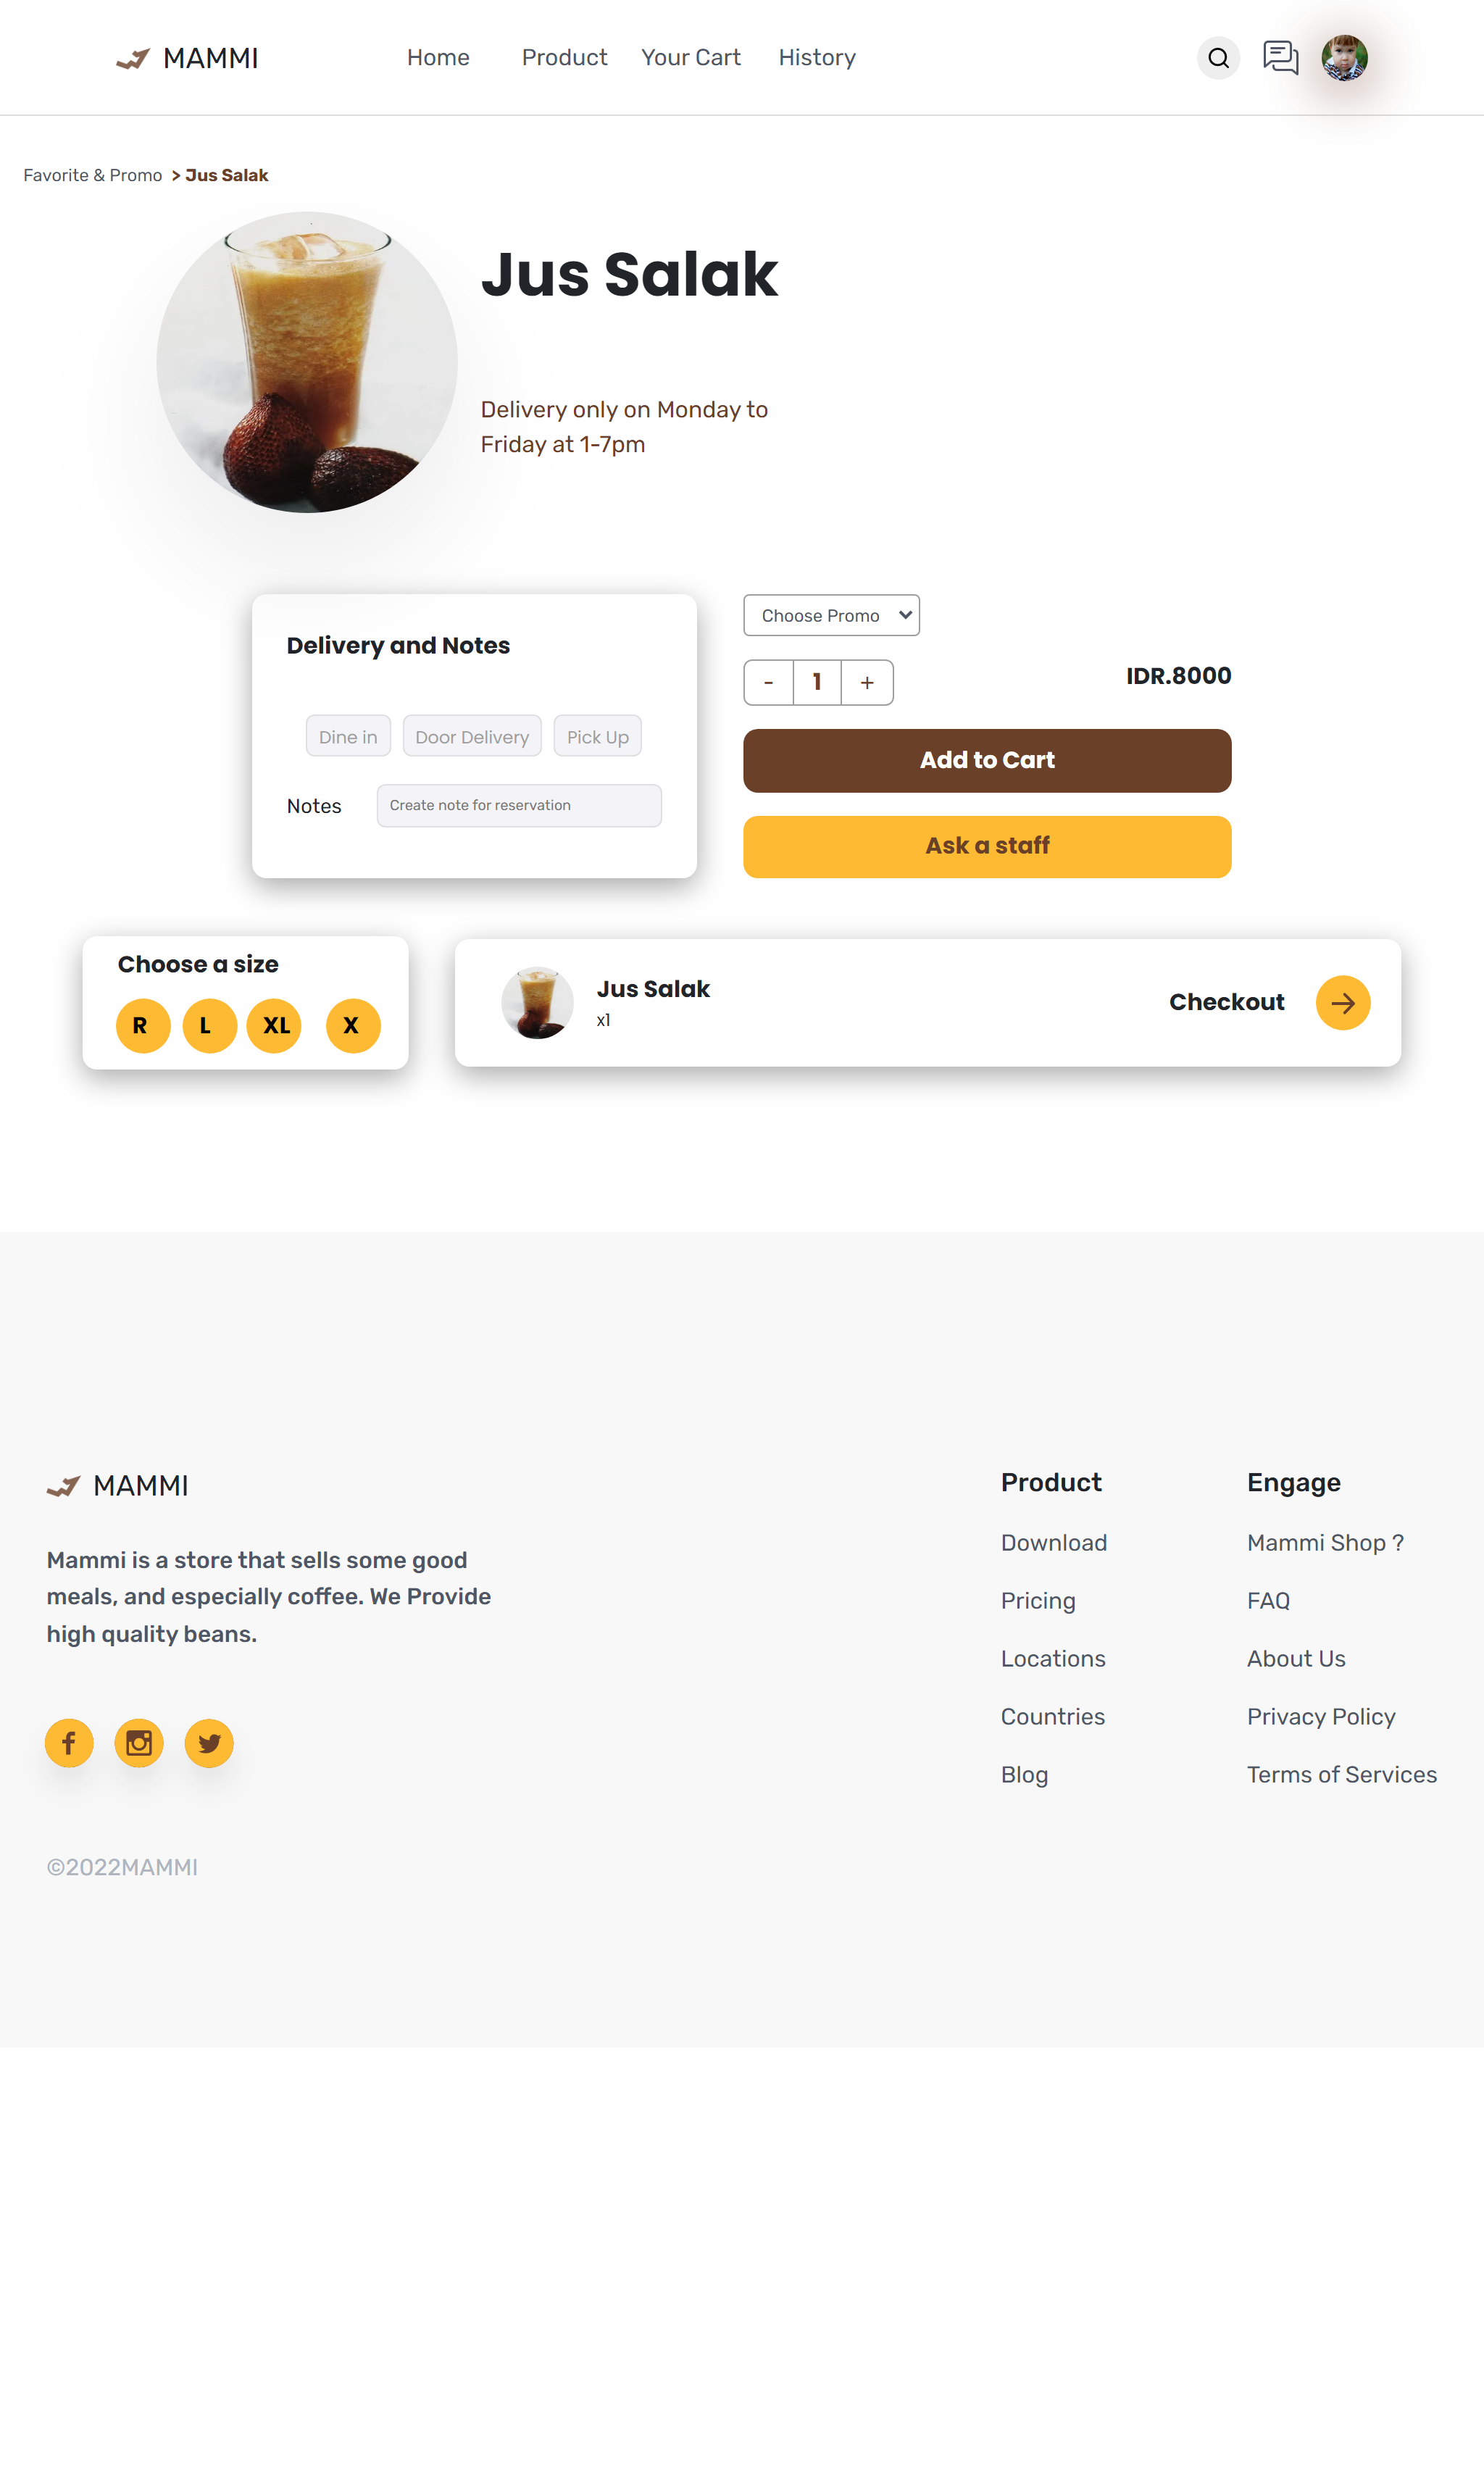 MAMMI
Home Product Your Cart History
Favorite & Promo > Jus Salak
Jus Salak
Delivery only on Monday to
Friday at 1-7pm
Delivery and Notes
Dine in Door Delivery Pick Up
Notes Create note for reservation
Choose Promo
- 1 + IDR.8000
Add to Cart
Ask a staff
Choose a size
R L XL X
Jus Salak
x1
Checkout
MAMMI
Mammi is a store that sells some good
meals, and especially coffee. We Provide
high quality beans.
©2022MAMMI
Product
Download
Pricing
Locations
Countries
Blog
Engage
Mammi Shop ?
FAQ
About Us
Privacy Policy
Terms of Services